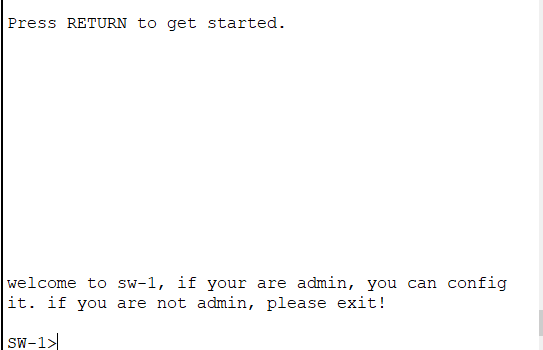 Press RETURN to get started.
welcome to sw-1, if your are admin, you can config
it. if you are not admin, please exit!
SW-1>